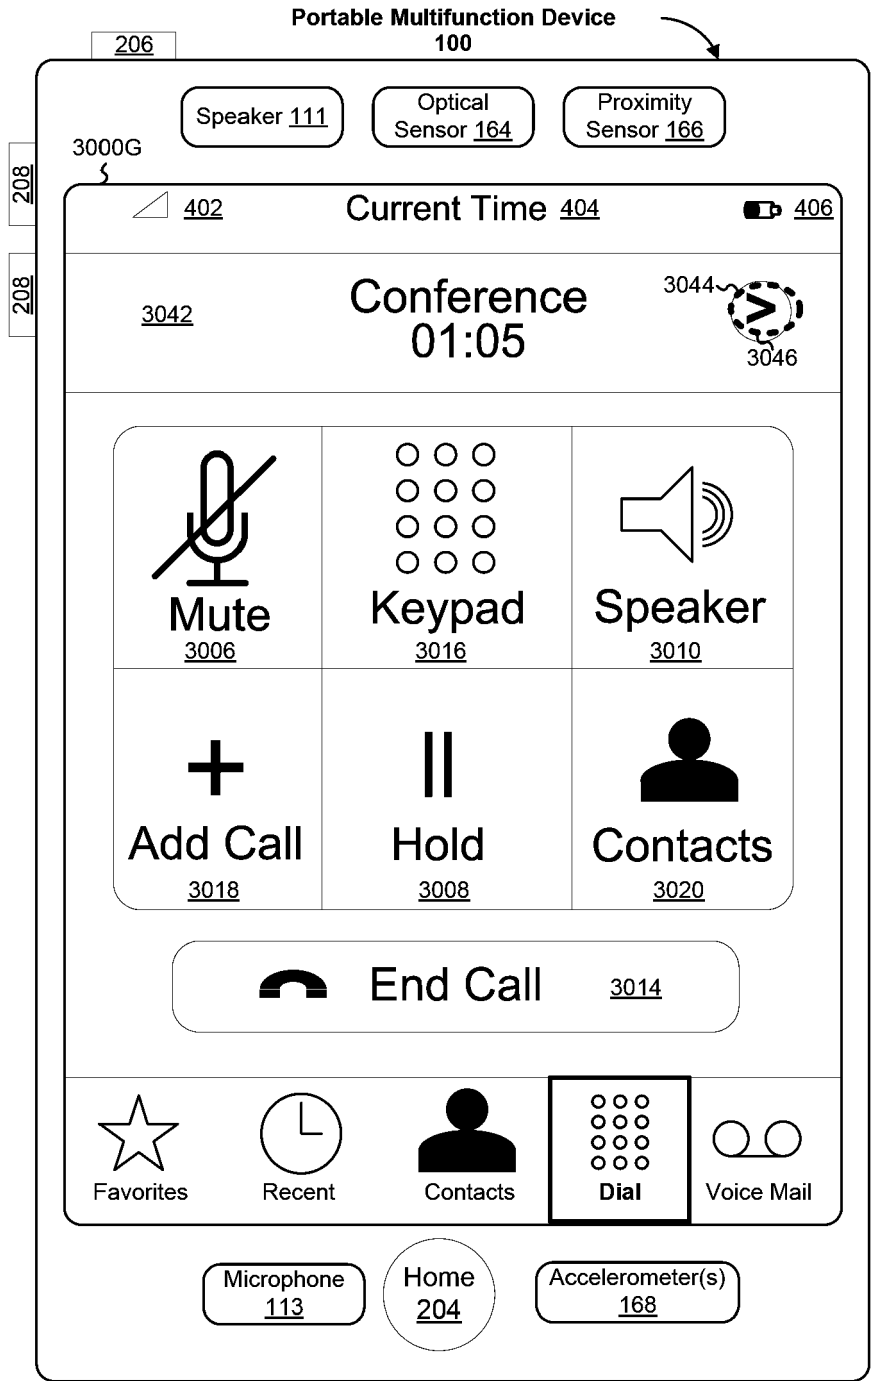 Portable Multifunction Device
100
206
Speaker 111
Optical
Sensor 164
Proximity
Sensor 166
3000G
208
208
402
Current Time 404
406
3042
Conference
01:05
3044
>
3046
Mute
3006
Keypad
3016
Speaker
3010
Add Call
3018
Hold
3008
Contacts
3020
End Call 3014
Favorites
Recent
Contacts
Dial
Voice Mail
Microphone
113
Home
204
Accelerometer(s)
168